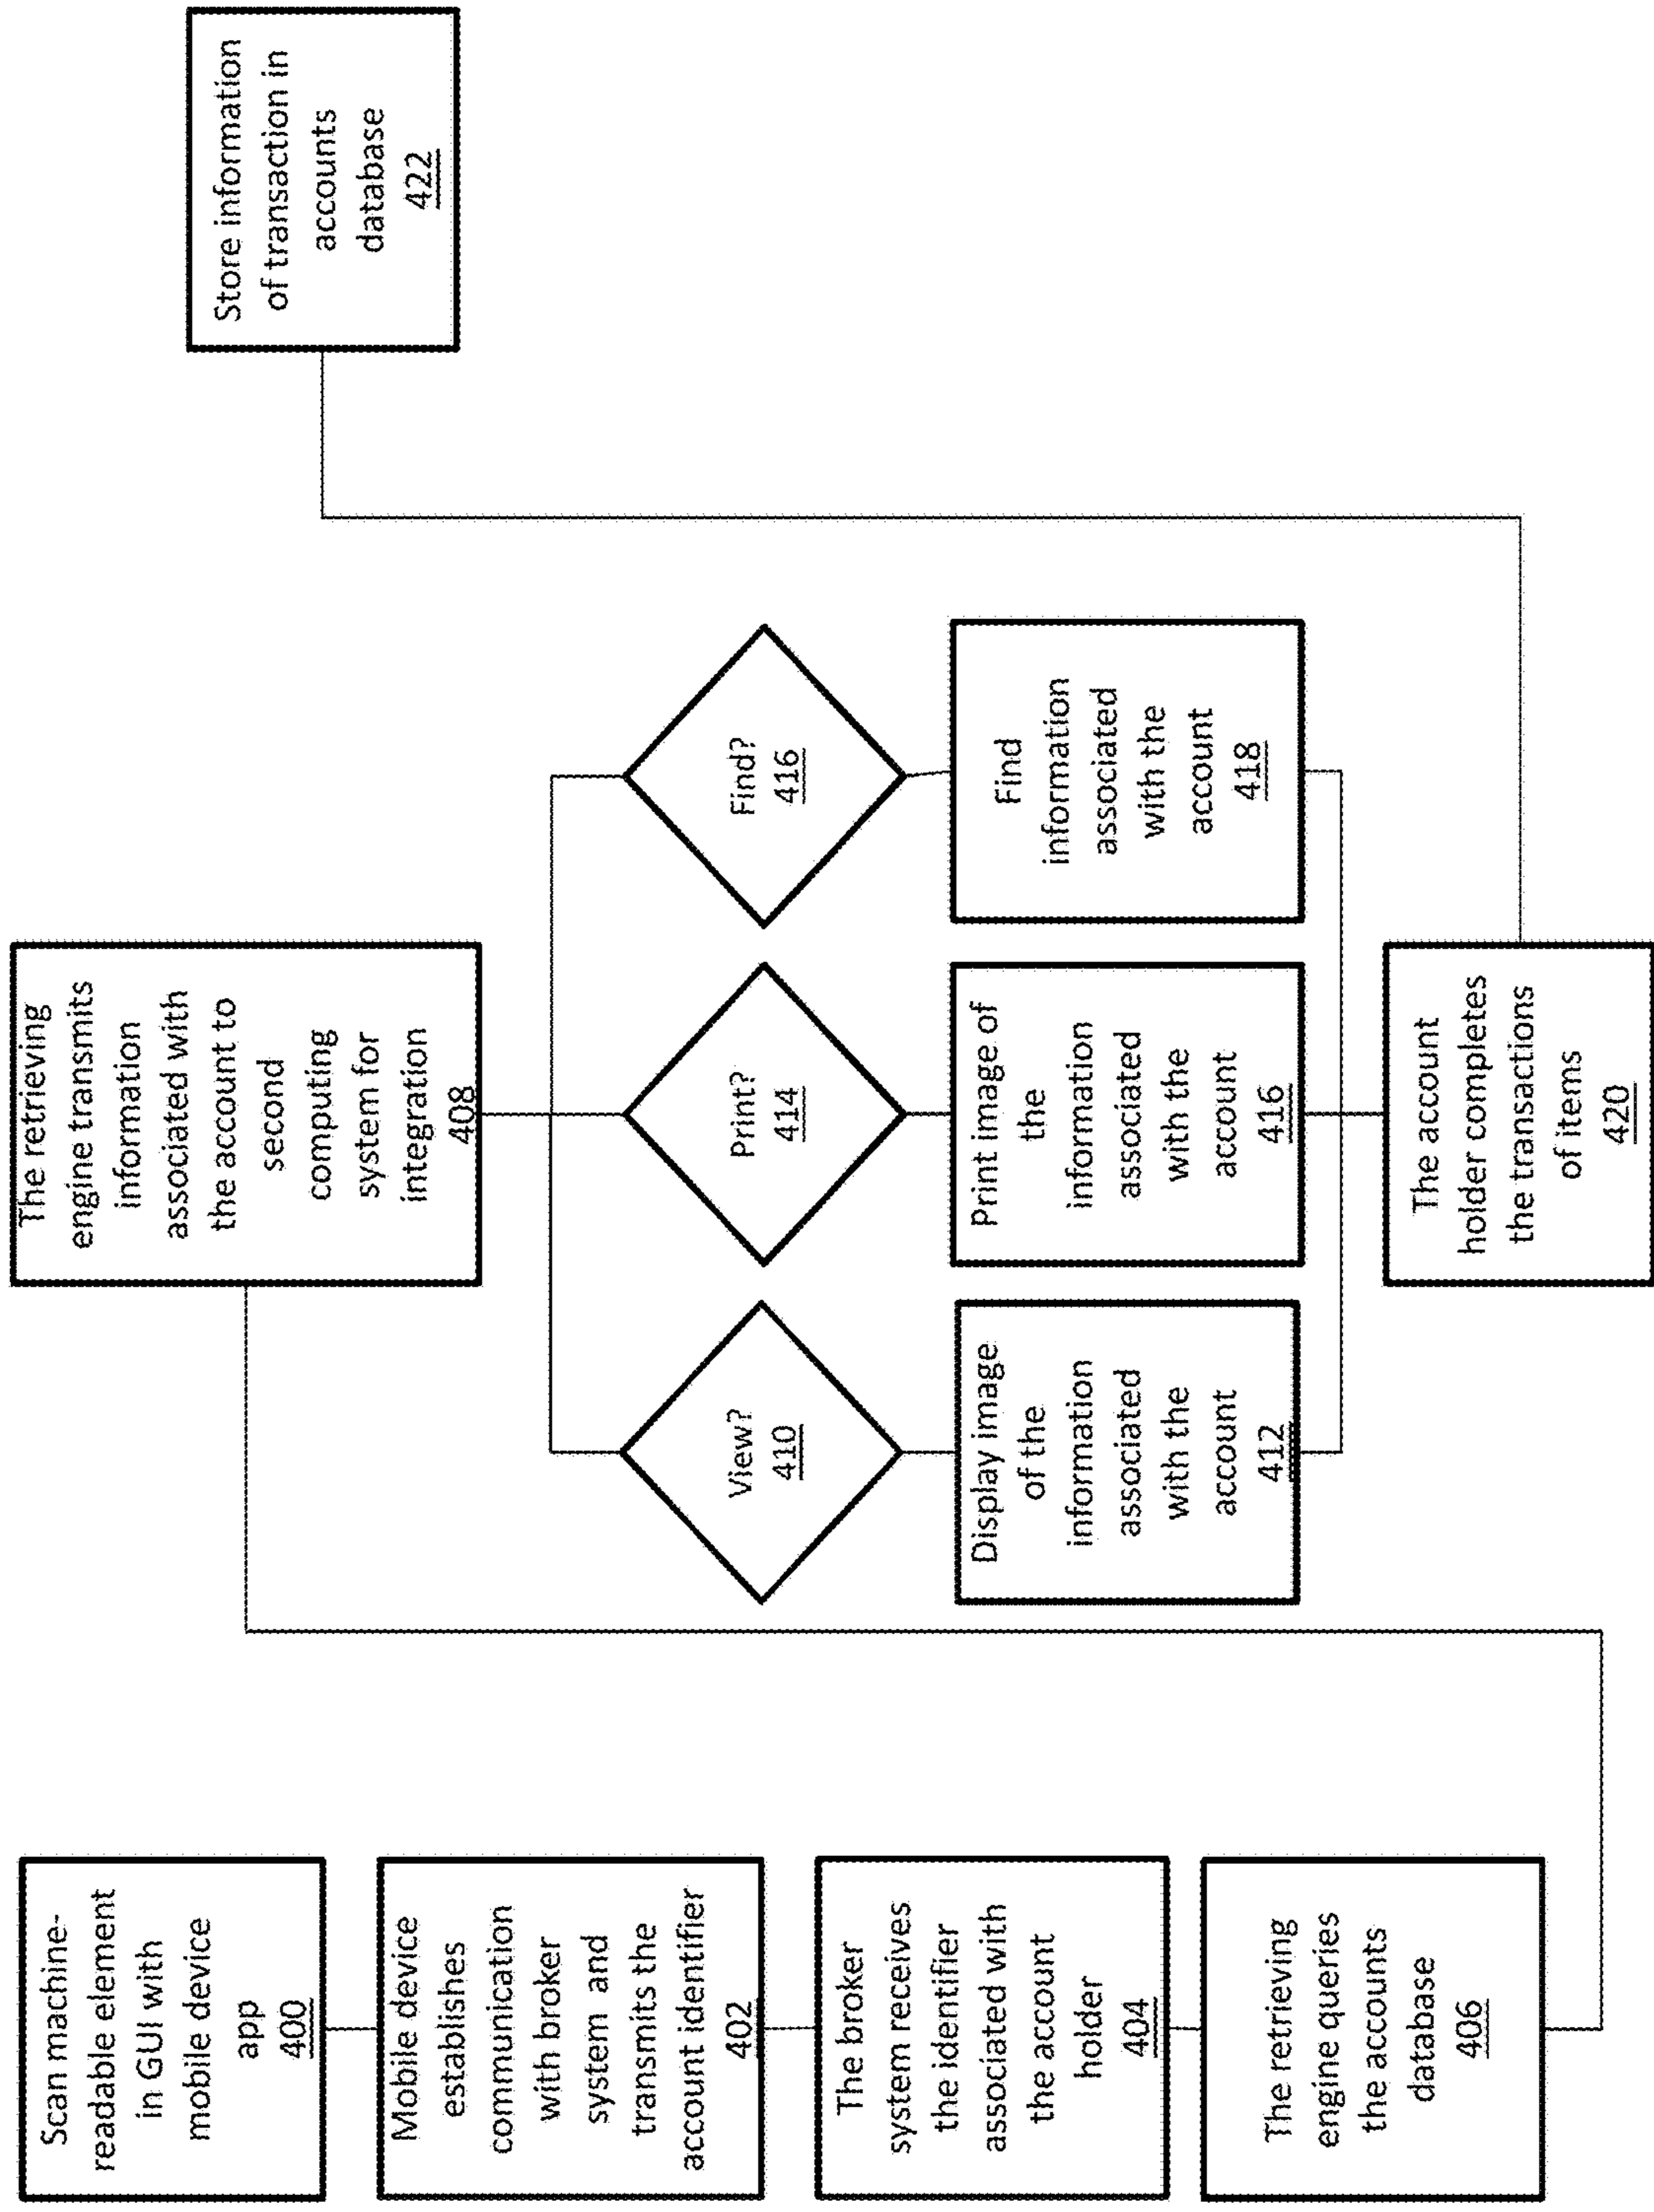 Scan machine-
readable element
in GUI with
mobile device
app
400
Mobile device
establishes
communication
with broker
system and
transmits the
account identifier
402
The broker
system receives
the identifier
associated with
the account
holder
404
The retrieving
engine queries
the accounts
database
406
The retrieving
engine transmits
information
associated with
the account to
second
computing
system for
integration
408
View?
410
Display image
of the
information
associated
with the
account
412
Print?
414
Print image of
the
information
associated
with the
account
416
Find?
416
Find
information
associated
with the
account
418
The account
holder completes
the transactions
of items
420
Store information
of transaction in
accounts
database
422